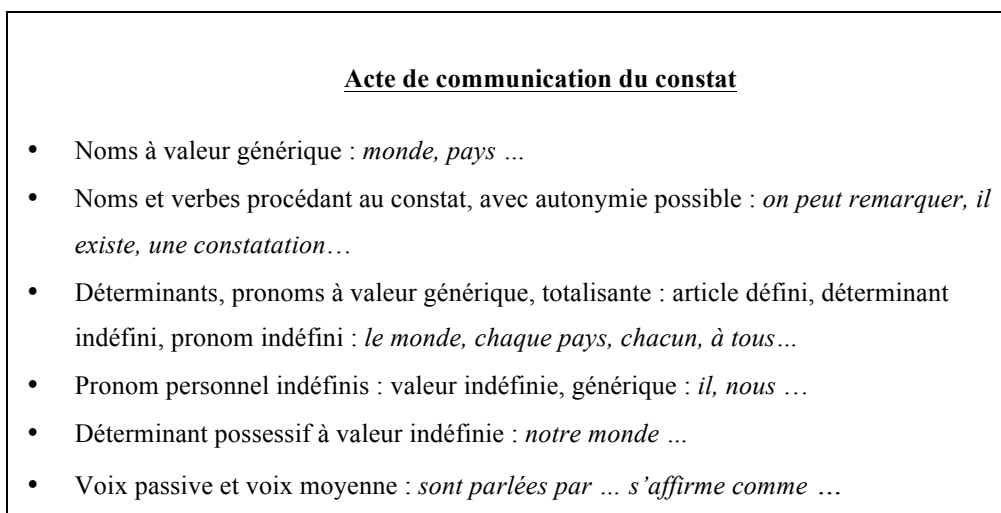 Acte de communication du constat
• Noms à valeur générique : monde, pays …
• Noms et verbes procédant au constat, avec autonymie possible : on peut remarquer, il
existe, une constatation…
• Déterminants, pronoms à valeur générique, totalisante : article défini, déterminant
indéfini, pronom indéfini : le monde, chaque pays, chacun, à tous…
• Pronom personnel indéfinis : valeur indéfinie, générique : il, nous …
• Déterminant possessif à valeur indéfinie : notre monde …
• Voix passive et voix moyenne : sont parlées par … s’affirme comme …